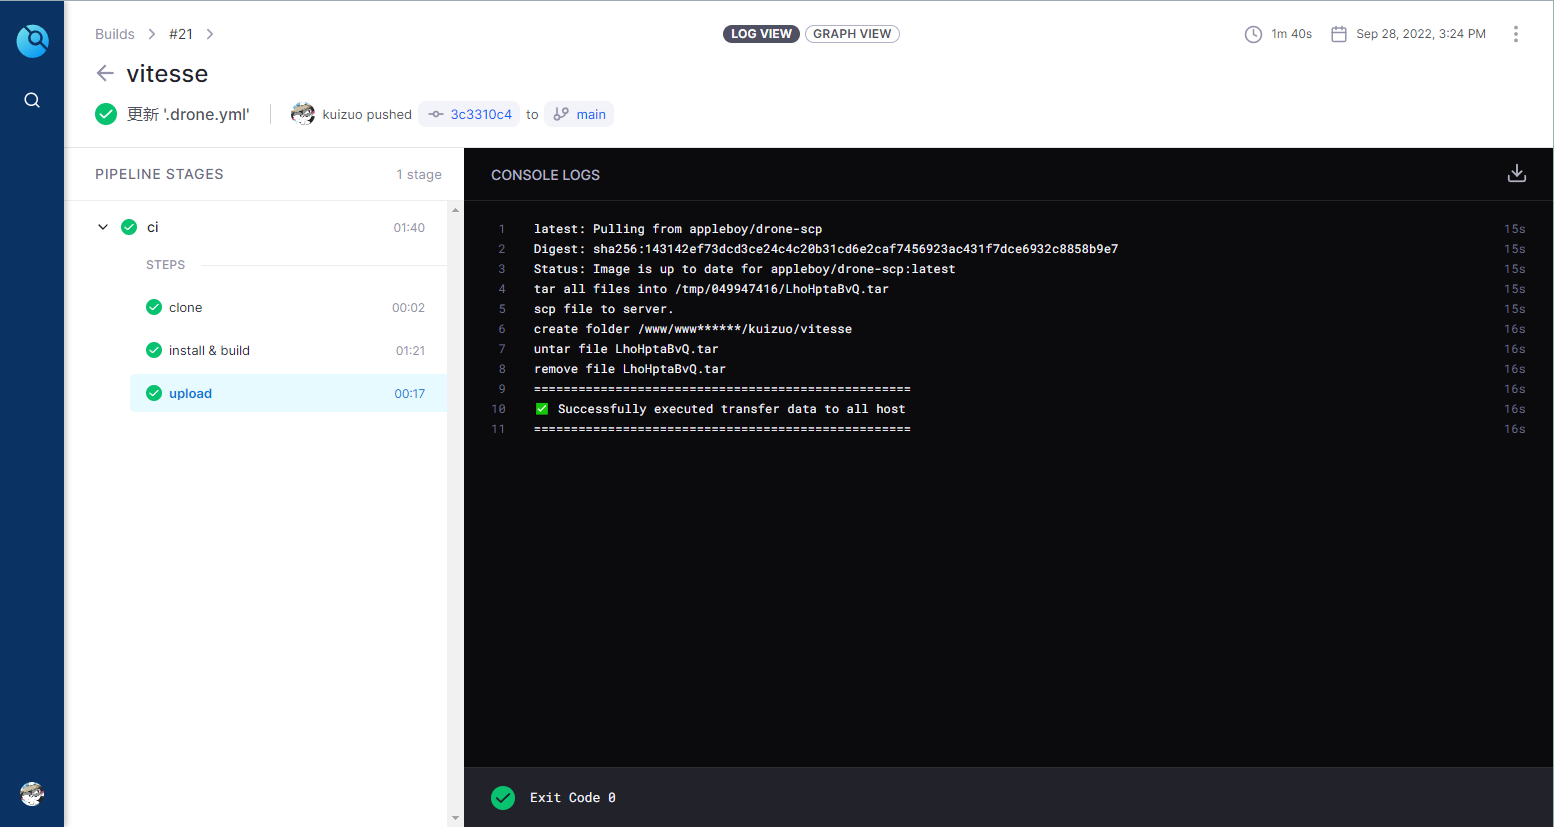 Builds > #21 >
LOG VIEW GRAPH VIEW
1m 40s Sep 28, 2022, 3:24 PM
vitesse
更新 '.drone.yml' kuizuo pushed 3c3310c4 to main
PIPELINE STAGES 1 stage
ci 01:40
STEPS
clone 00:02
install & build 01:21
upload 00:17
CONSOLE LOGS
1 latest: Pulling from appleboy/drone-scp 15s
2 Digest: sha256:143142ef73dcd3ce24c4c20b31cd6e2caf7456923ac431f7dce6932c8858b9e7 15s
3 Status: Image is up to date for appleboy/drone-scp:latest 15s
4 tar all files into /tmp/049947416/LhoHptaBvQ.tar 15s
5 scp file to server. 15s
6 create folder /www/www******/kuizuo/vitesse 16s
7 untar file LhoHptaBvQ.tar 16s
8 remove file LhoHptaBvQ.tar 16s
9 =================================================== 16s
10 ✅ Successfully executed transfer data to all host 16s
11 =================================================== 16s
Exit Code 0